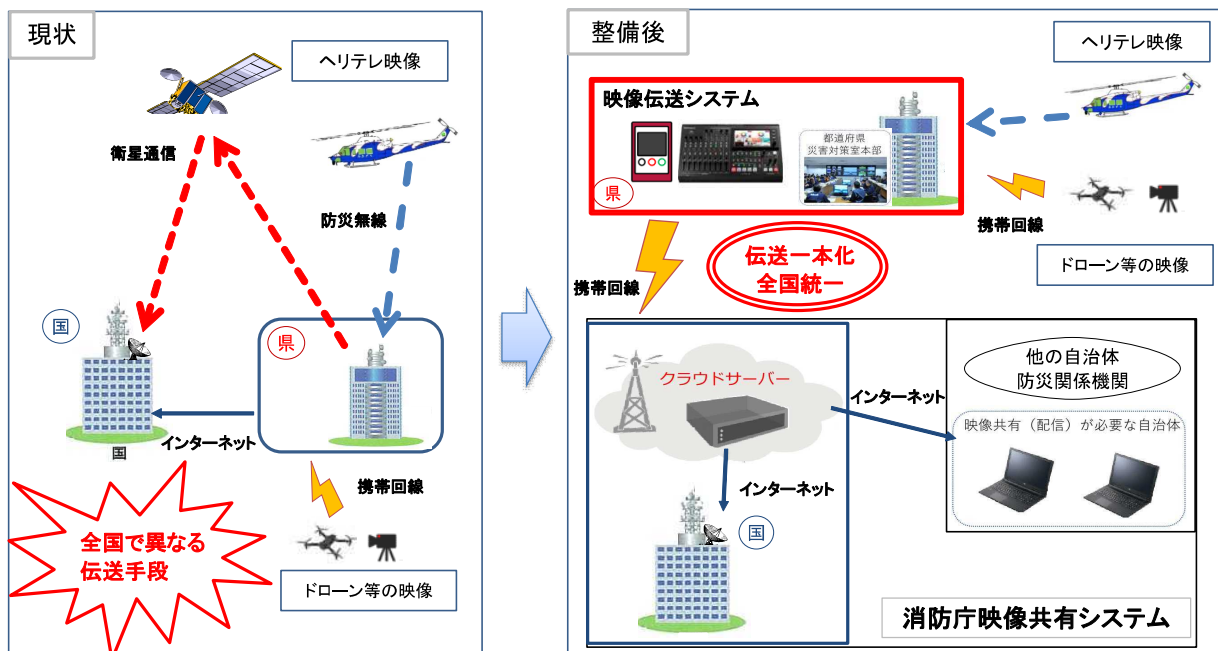 現状
ヘリテレ映像
衛星通信
防災無線
国
県
インターネット
国
携帯回線
全国で異なる
伝送手段
ドローン等の映像
整備後
ヘリテレ映像
映像伝送システム
都道府県
災害対策室本部
県
携帯回線
伝送一本化
全国統一
携帯回線
ドローン等の映像
クラウドサーバー
インターネット
他の自治体
防災関係機関
映像共有（配信）が必要な自治体
インターネット
国
消防庁映像共有システム